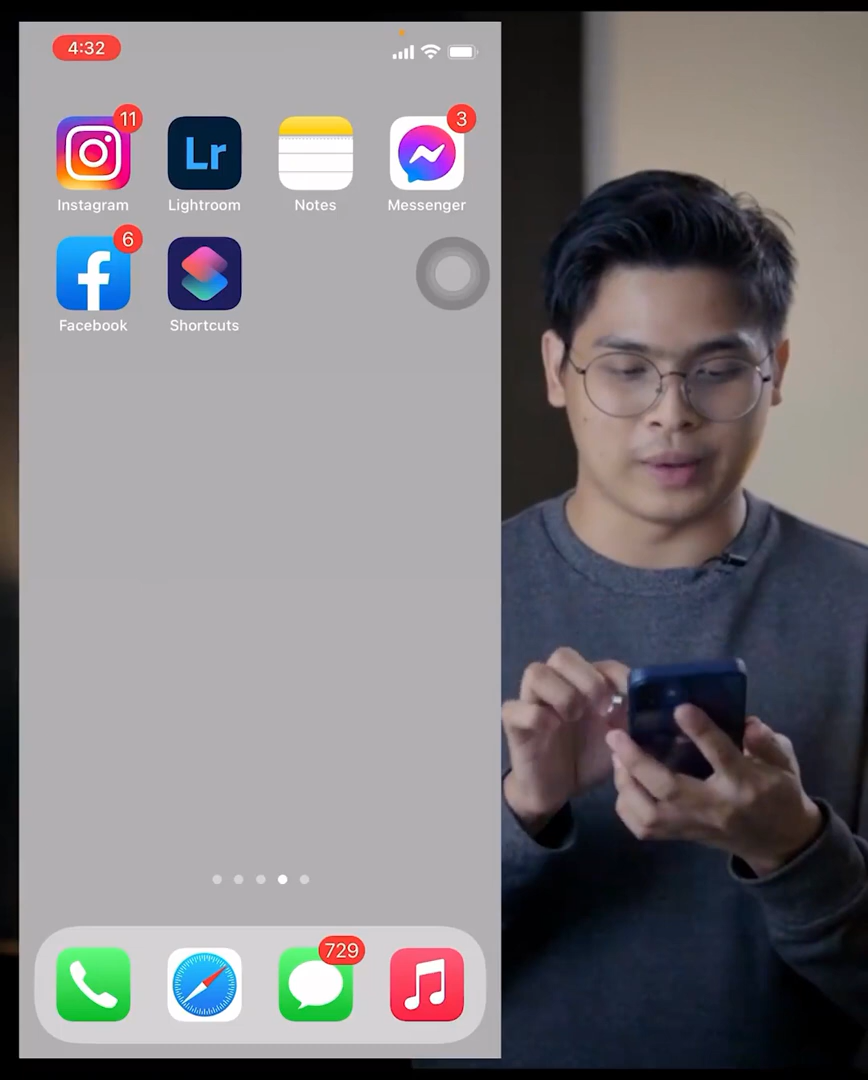 4:32
11
3
Lr
Instagram Lightroom Notes Messenger
6
f
Facebook Shortcuts
729